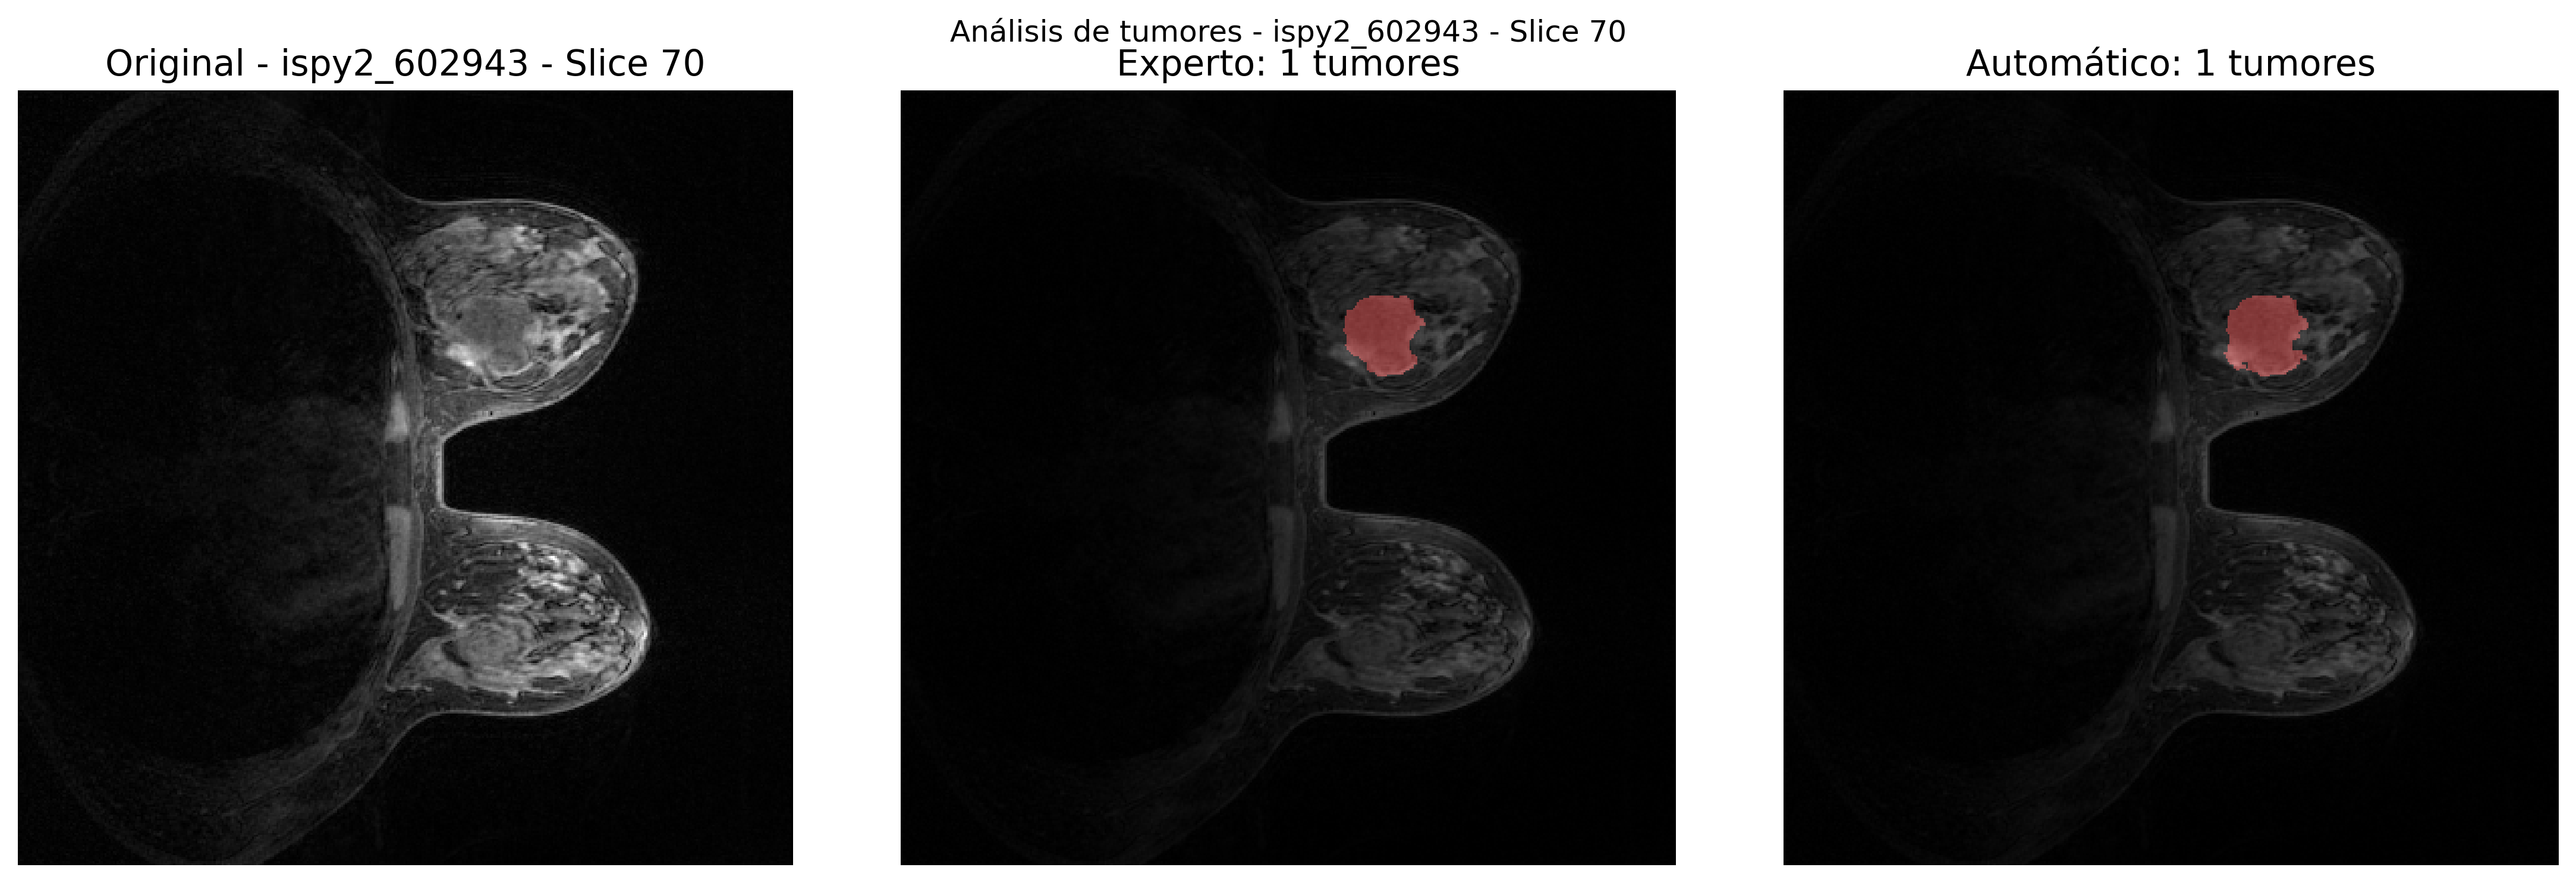 Análisis de tumores - ispy2_602943 - Slice 70
Original - ispy2_602943 - Slice 70
Experto: 1 tumores
Automático: 1 tumores